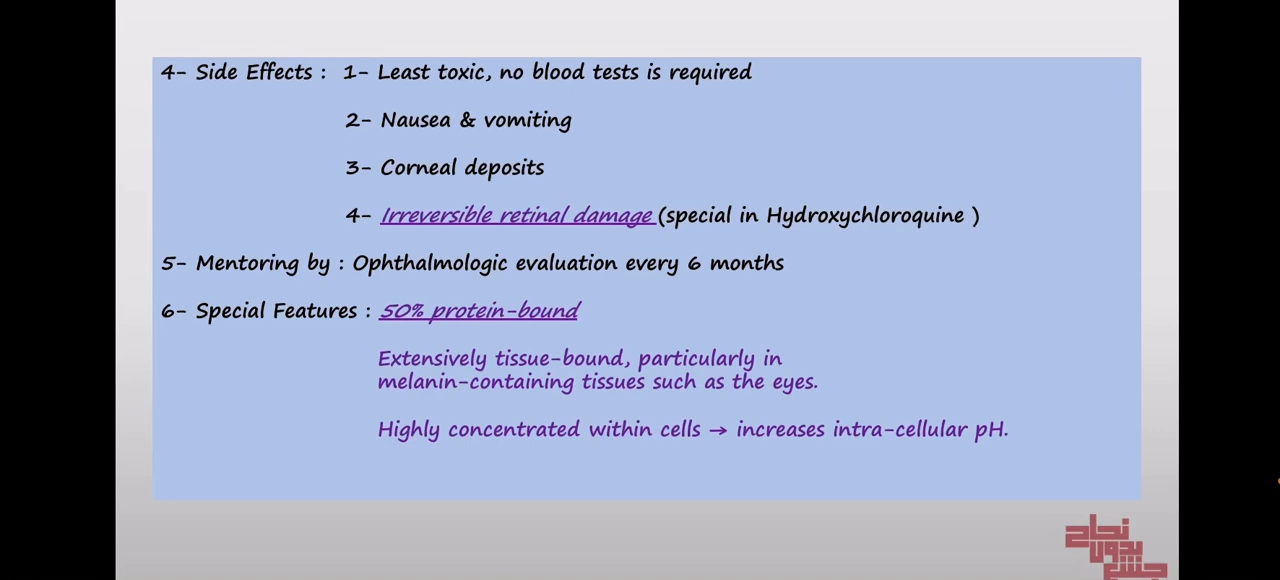 4- Side Effects : 1- Least toxic, no blood tests is required
2- Nausea & vomiting
3- Corneal deposits
4- Irreversible retinal damage (special in Hydroxychloroquine )
5- Mentoring by : Ophthalmologic evaluation every 6 months
6- Special Features : 50% protein-bound
Extensively tissue-bound, particularly in
melanin-containing tissues such as the eyes.
Highly concentrated within cells → increases intra-cellular pH.
نجاح
بدون